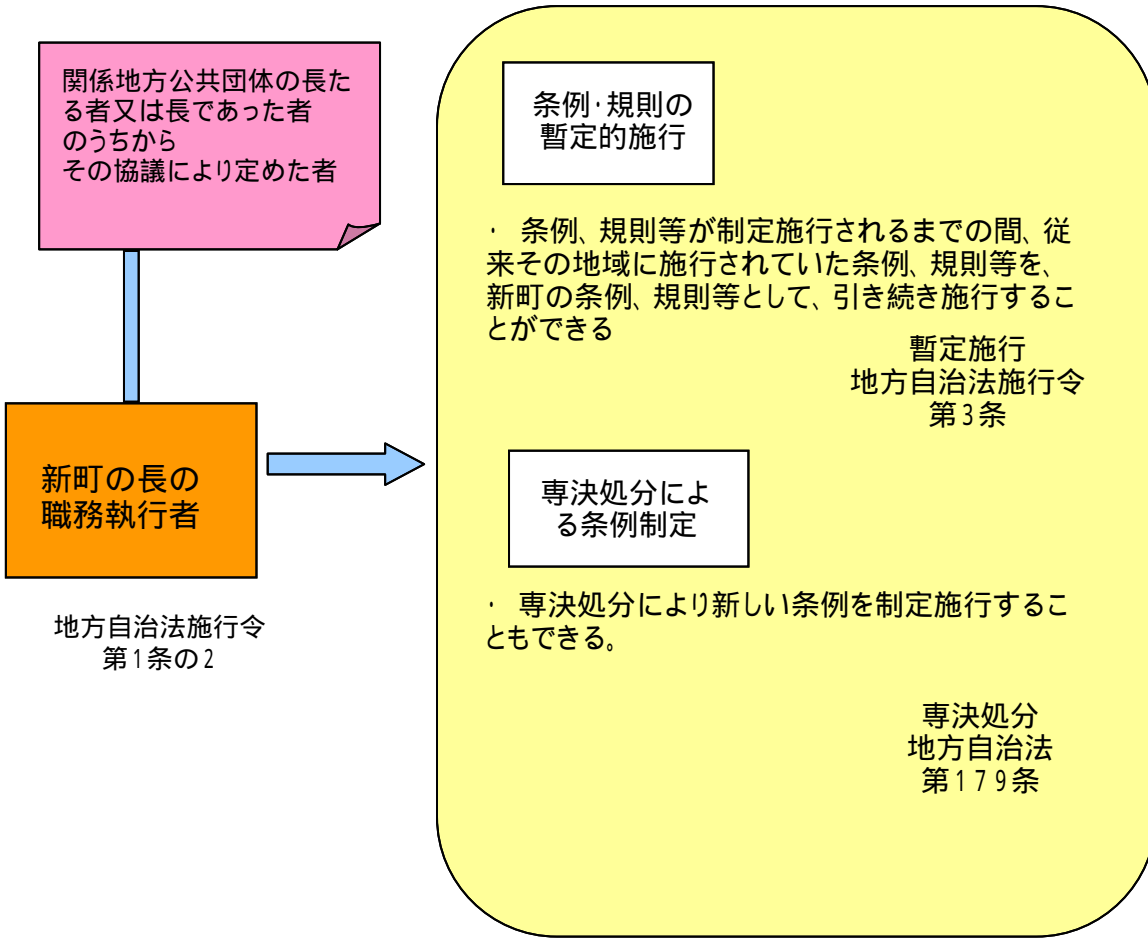 関係地方公共団体の長た
る者又は長であった者
のうちから
その協議により定めた者
新町の長の
職務執行者
地方自治法施行令
第1条の2
条例・規則の
暫定的施行
・ 条例、規則等が制定施行されるまでの間、従
来その地域に施行されていた条例、規則等を、
新町の条例、規則等として、引き続き施行するこ
とができる
暫定施行
地方自治法施行令
第3条
専決処分によ
る条例制定
・ 専決処分により新しい条例を制定施行するこ
ともできる。
専決処分
地方自治法
第179条